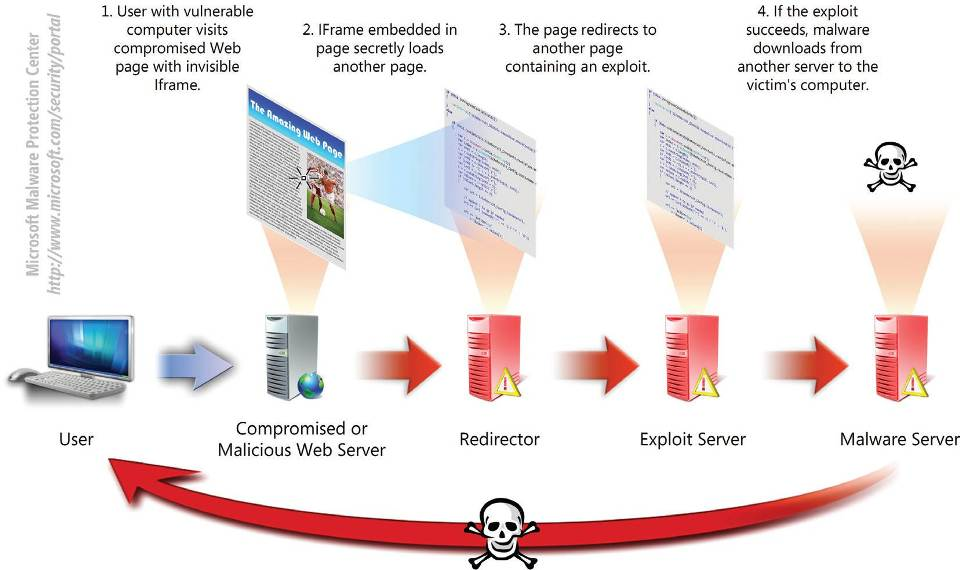 1. User with vulnerable
computer visits
compromised Web
page with invisible
Iframe.
2. IFrame embedded in
page secretly loads
another page.
3. The page redirects to
another page
containing an exploit.
4. If the exploit
succeeds, malware
downloads from
another server to the
victim's computer.
Microsoft Malware Protection Center
http://www.microsoft.com/security/portal
The Amazing Web Page
User
Compromised or
Malicious Web Server
Redirector
Exploit Server
Malware Server